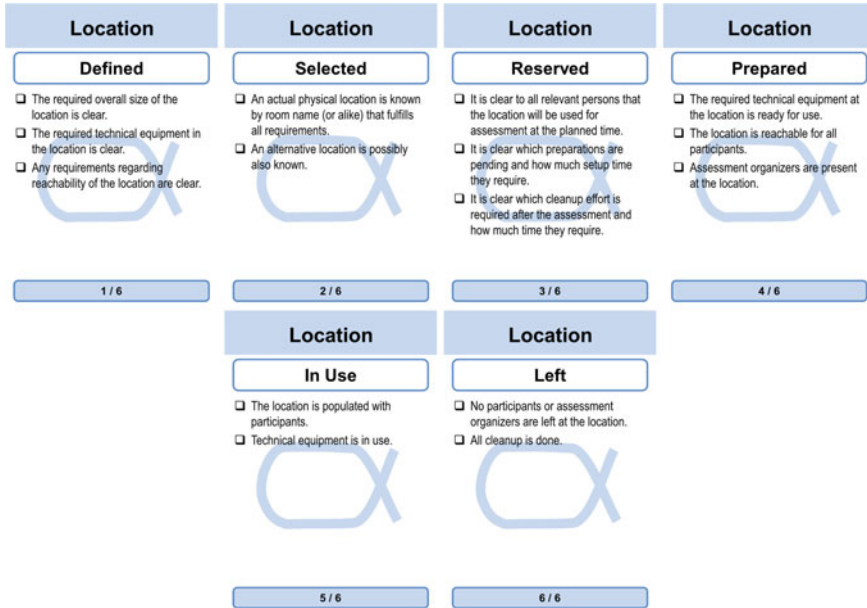 Location
Defined
❑ The required overall size of the
location is clear.
❑ The required technical equipment in
the location is clear.
❑ Any requirements regarding
reachability of the location are clear.
1 / 6
Location
Selected
❑ An actual physical location is known
by room name (or alike) that fulfills
all requirements.
❑ An alternative location is possibly
also known.
2 / 6
Location
Reserved
❑ It is clear to all relevant persons that
the location will be used for
assessment at the planned time.
❑ It is clear which preparations are
pending and how much setup time
they require.
❑ It is clear which cleanup effort is
required after the assessment and
how much time they require.
3 / 6
Location
Prepared
❑ The required technical equipment at
the location is ready for use.
❑ The location is reachable for all
participants.
❑ Assessment organizers are present
at the location.
4 / 6
Location
In Use
❑ The location is populated with
participants.
❑ Technical equipment is in use.
5 / 6
Location
Left
❑ No participants or assessment
organizers are left at the location.
❑ All cleanup is done.
6 / 6